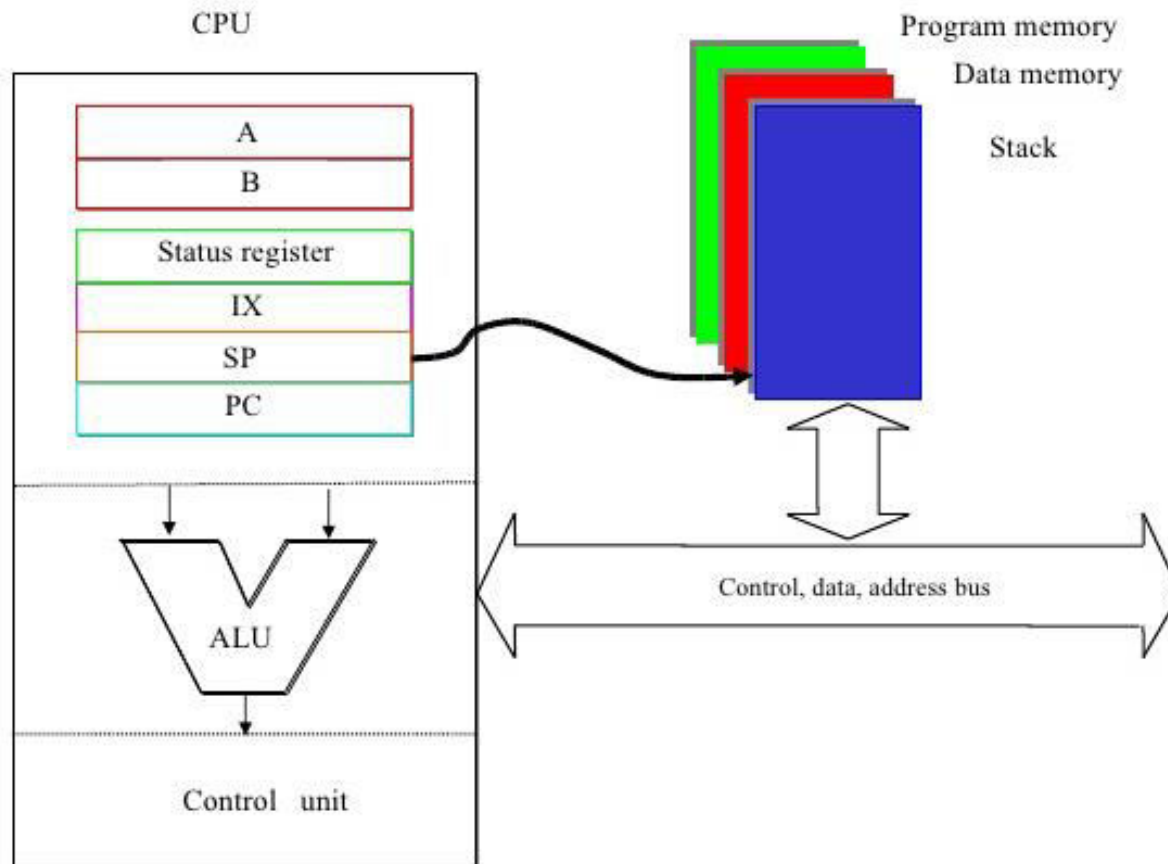 CPU
Program memory
Data memory
Stack
A
B
Status register
IX
SP
PC
Control, data, address bus
ALU
Control unit